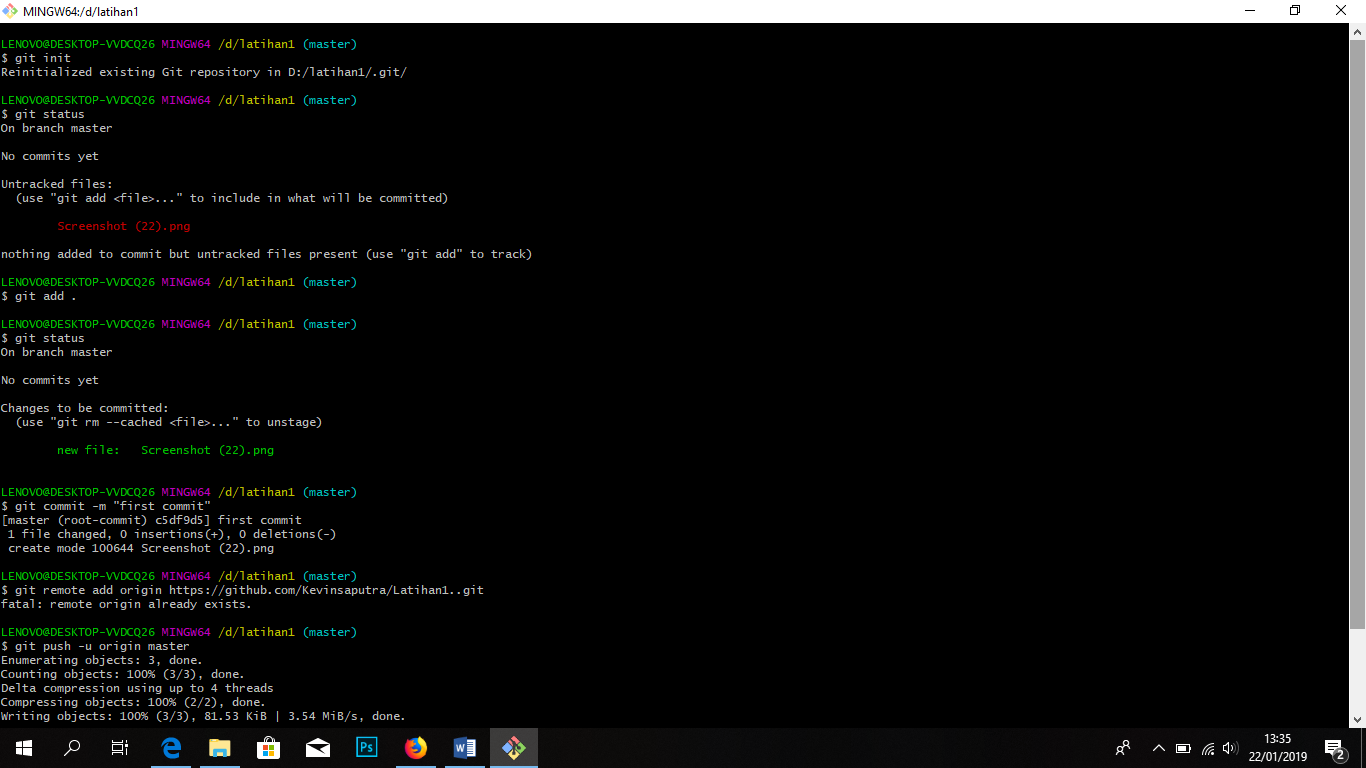 MINGW64:/d/latihan1
LENOVO@DESKTOP-VVDCQ26 MINGW64 /d/latihan1 (master)
$ git init
Reinitialized existing Git repository in D:/latihan1/.git/
LENOVO@DESKTOP-VVDCQ26 MINGW64 /d/latihan1 (master)
$ git status
On branch master
No commits yet
Untracked files:
(use "git add <file>..." to include in what will be committed)
Screenshot (22).png
nothing added to commit but untracked files present (use "git add" to track)
LENOVO@DESKTOP-VVDCQ26 MINGW64 /d/latihan1 (master)
$ git add .
LENOVO@DESKTOP-VVDCQ26 MINGW64 /d/latihan1 (master)
$ git status
On branch master
No commits yet
Changes to be committed:
(use "git rm --cached <file>..." to unstage)
new file:   Screenshot (22).png
LENOVO@DESKTOP-VVDCQ26 MINGW64 /d/latihan1 (master)
$ git commit -m "first commit"
[master (root-commit) c5df9d5] first commit
1 file changed, 0 insertions(+), 0 deletions(-)
create mode 100644 Screenshot (22).png
LENOVO@DESKTOP-VVDCQ26 MINGW64 /d/latihan1 (master)
$ git remote add origin https://github.com/Kevinsaputra/Latihan1..git
fatal: remote origin already exists.
LENOVO@DESKTOP-VVDCQ26 MINGW64 /d/latihan1 (master)
$ git push -u origin master
Enumerating objects: 3, done.
Counting objects: 100% (3/3), done.
Delta compression using up to 4 threads
Compressing objects: 100% (2/2), done.
Writing objects: 100% (3/3), 81.53 KiB | 3.54 MiB/s, done.
Ps
13:35
22/01/2019
2